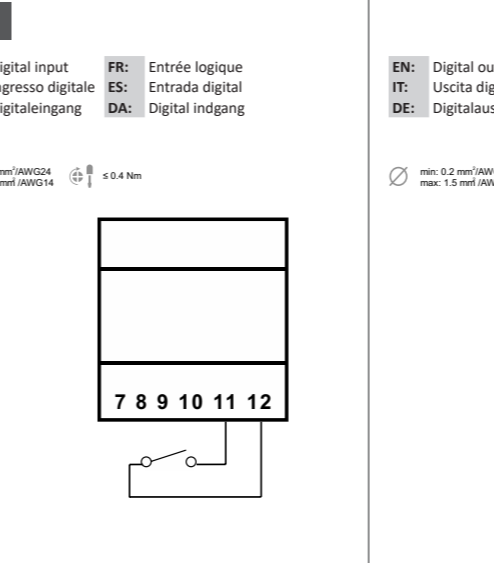 igital input FR: Entrée logique
gresso digitale ES: Entrada digital
igitaleingang DA: Digital indgang
mm²/AWG24
mm² /AWG14
≤ 0.4 Nm
7 8 9 10 11 12
EN: Digital ou
IT: Uscita dig
DE: Digitalaus
min: 0.2 mm²/AW
max: 1.5 mm² /AW